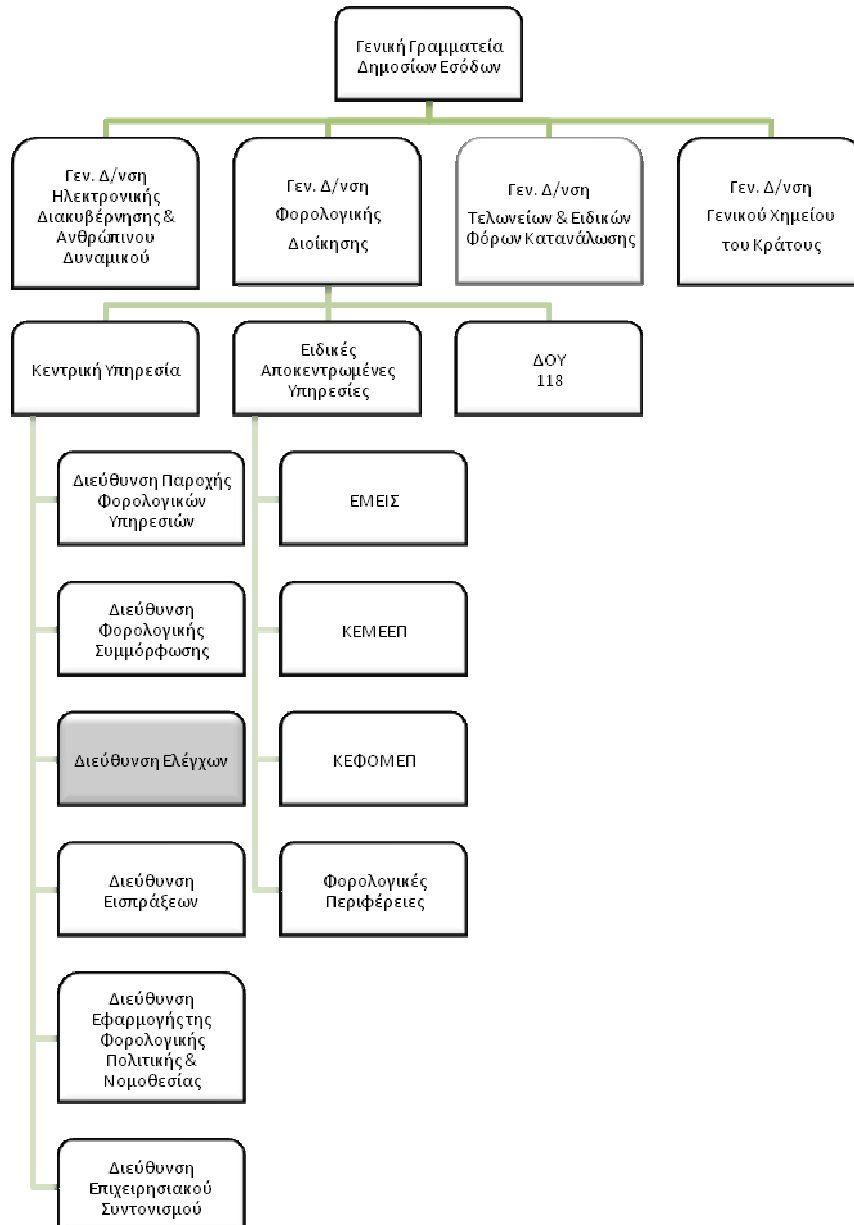 Γενική Γραμματεία
Δημοσίων Εσόδων
Γεν. Δ/νση
Ηλεκτρονικής
Διακυβέρνησης &
Ανθρώπινου
Δυναμικού
Γεν. Δ/νση
Φορολογικής
Διοίκησης
Γεν. Δ/νση
Τελωνείων & Ειδικών
Φόρων Κατανάλωσης
Γεν. Δ/νση
Γενικού Χημείου
του Κράτους
Κεντρική Υπηρεσία
Ειδικές
Αποκεντρωμένες
Υπηρεσίες
ΔΟΥ
118
Διεύθυνση Παροχής
Φορολογικών
Υπηρεσιών
ΕΜΕΙΣ
Διεύθυνση
Φορολογικής
Συμμόρφωσης
ΚΕΜΕΕΠ
Διεύθυνση Ελέγχων
ΚΕΦΟΜΕΠ
Διεύθυνση
Εισπράξεων
Φορολογικές
Περιφέρειες
Διεύθυνση
Εφαρμογής της
Φορολογικής
Πολιτικής &
Νομοθεσίας
Διεύθυνση
Επιχειρησιακού
Συντονισμού